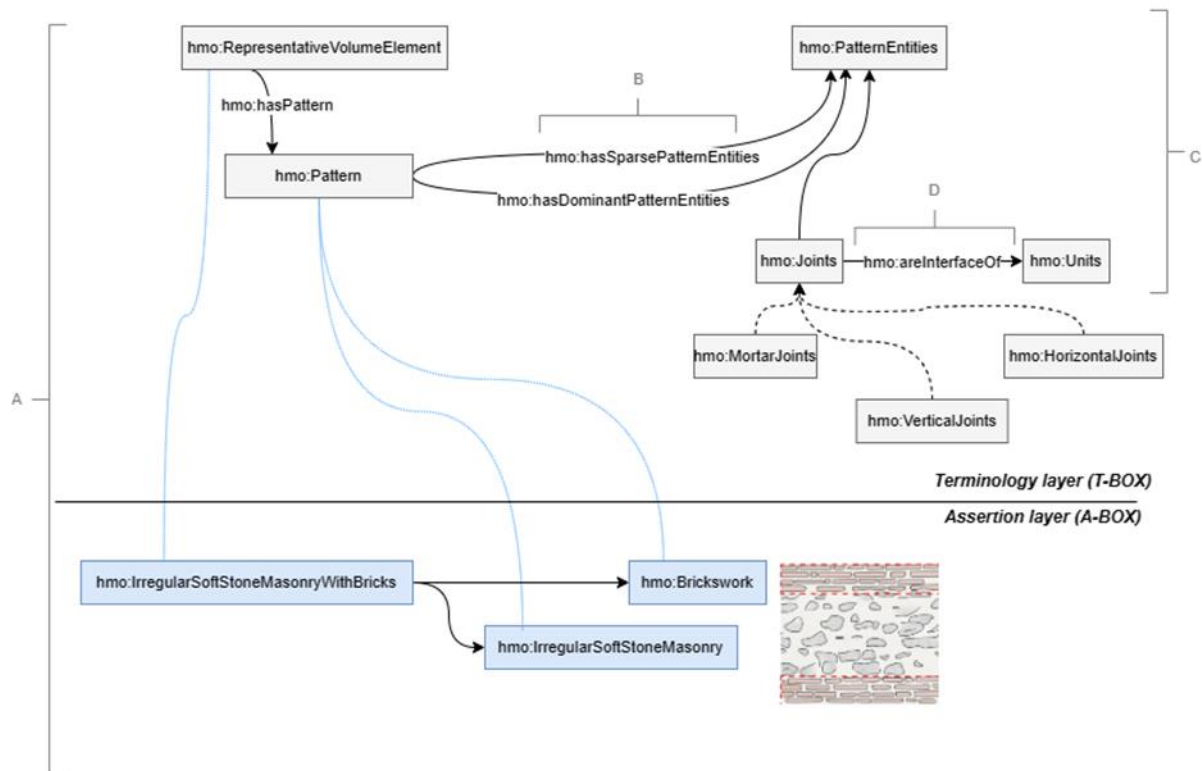 hmo:RepresentativeVolumeElement
hmo:PatternEntities
B
hmo:hasPattern
hmo:hasSparsePatternEntities
C
hmo:Pattern
hmo:hasDominantPatternEntities
D
hmo:Joints
hmo:areInterfaceOf
hmo:Units
hmo:MortarJoints
hmo:HorizontalJoints
A
hmo:VerticalJoints
Terminology layer (T-BOX)
Assertion layer (A-BOX)
hmo:IrregularSoftStoneMasonryWithBricks
hmo:Brickswork
hmo:IrregularSoftStoneMasonry